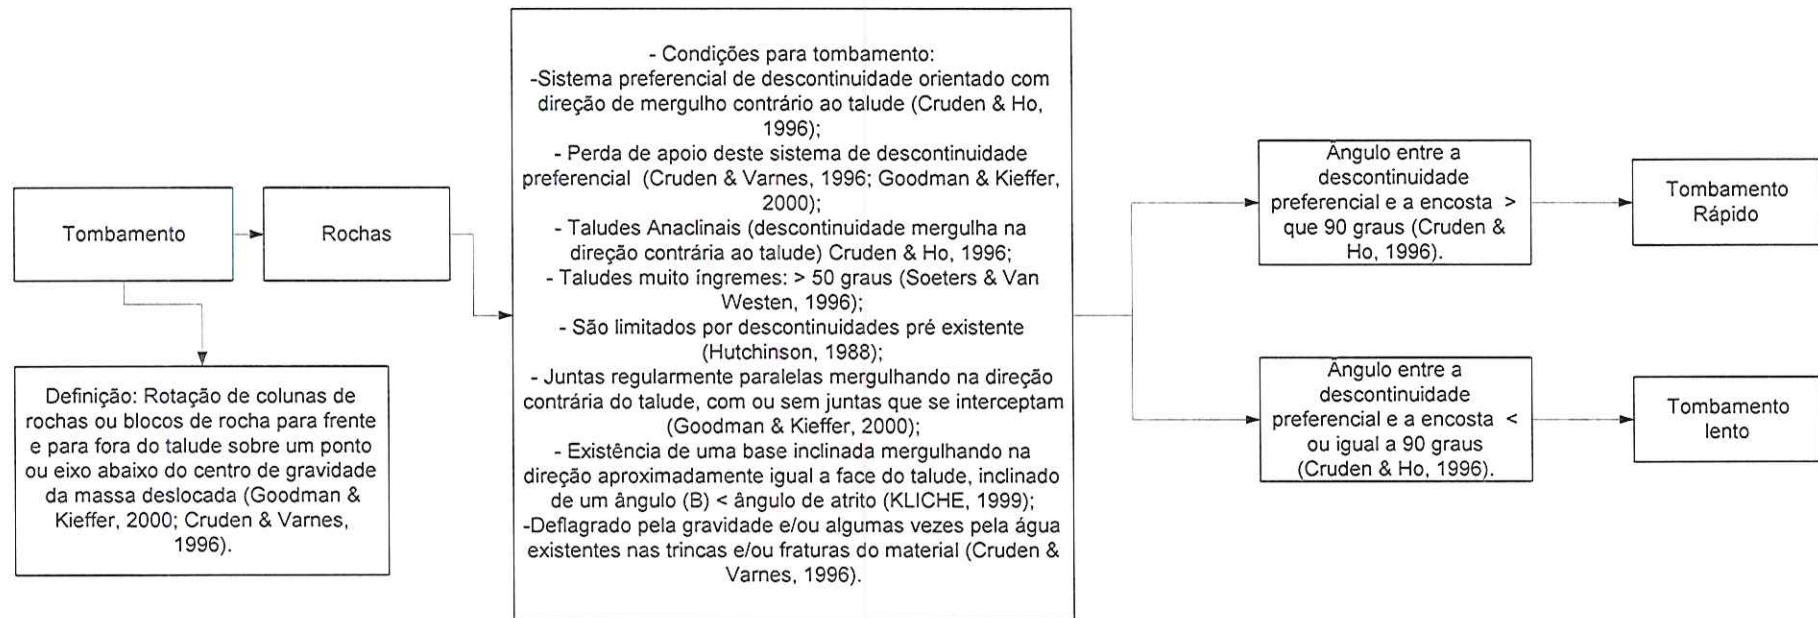 Tombamento
Rochas
Definição: Rotação de colunas de
rochas ou blocos de rocha para frente
e para fora do talude sobre um ponto
ou eixo abaixo do centro de gravidade
da massa deslocada (Goodman &
Kieffer, 2000; Cruden & Varnes,
1996).
- Condições para tombamento:
-Sistema preferencial de descontinuidade orientado com
direção de mergulho contrário ao talude (Cruden & Ho,
1996);
- Perda de apoio deste sistema de descontinuidade
preferencial (Cruden & Varnes, 1996; Goodman & Kieffer,
2000);
- Taludes Anaclinais (descontinuidade mergulha na
direção contrária ao talude) Cruden & Ho, 1996;
- Taludes muito íngremes: > 50 graus (Soeters & Van
Westen, 1996);
- São limitados por descontinuidades pré existente
(Hutchinson, 1988);
- Juntas regularmente paralelas mergulhando na direção
contrária do talude, com ou sem juntas que se interceptam
(Goodman & Kieffer, 2000);
- Existência de uma base inclinada mergulhando na
direção aproximadamente igual a face do talude, inclinado
de um ângulo (B) < ângulo de atrito (KLICHE, 1999);
-Deflagrado pela gravidade e/ou algumas vezes pela água
existentes nas trincas e/ou fraturas do material (Cruden &
Varnes, 1996).
Ângulo entre a
descontinuidade
preferencial e a encosta >
que 90 graus (Cruden &
Ho, 1996).
Tombamento
Rápido
Ângulo entre a
descontinuidade
preferencial e a encosta <
ou igual a 90 graus
(Cruden & Ho, 1996).
Tombamento
lento